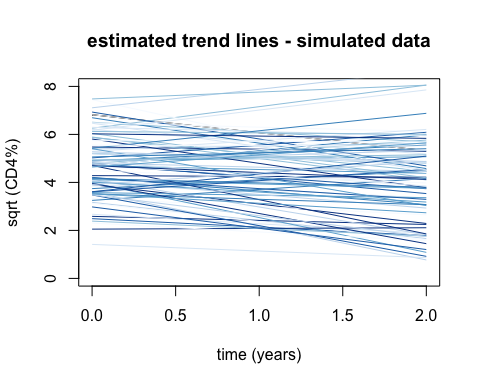 estimated trend lines - simulated data
8
6
4
2
0
sqrt (CD4%)
0.0 0.5 1.0 1.5 2.0
time (years)